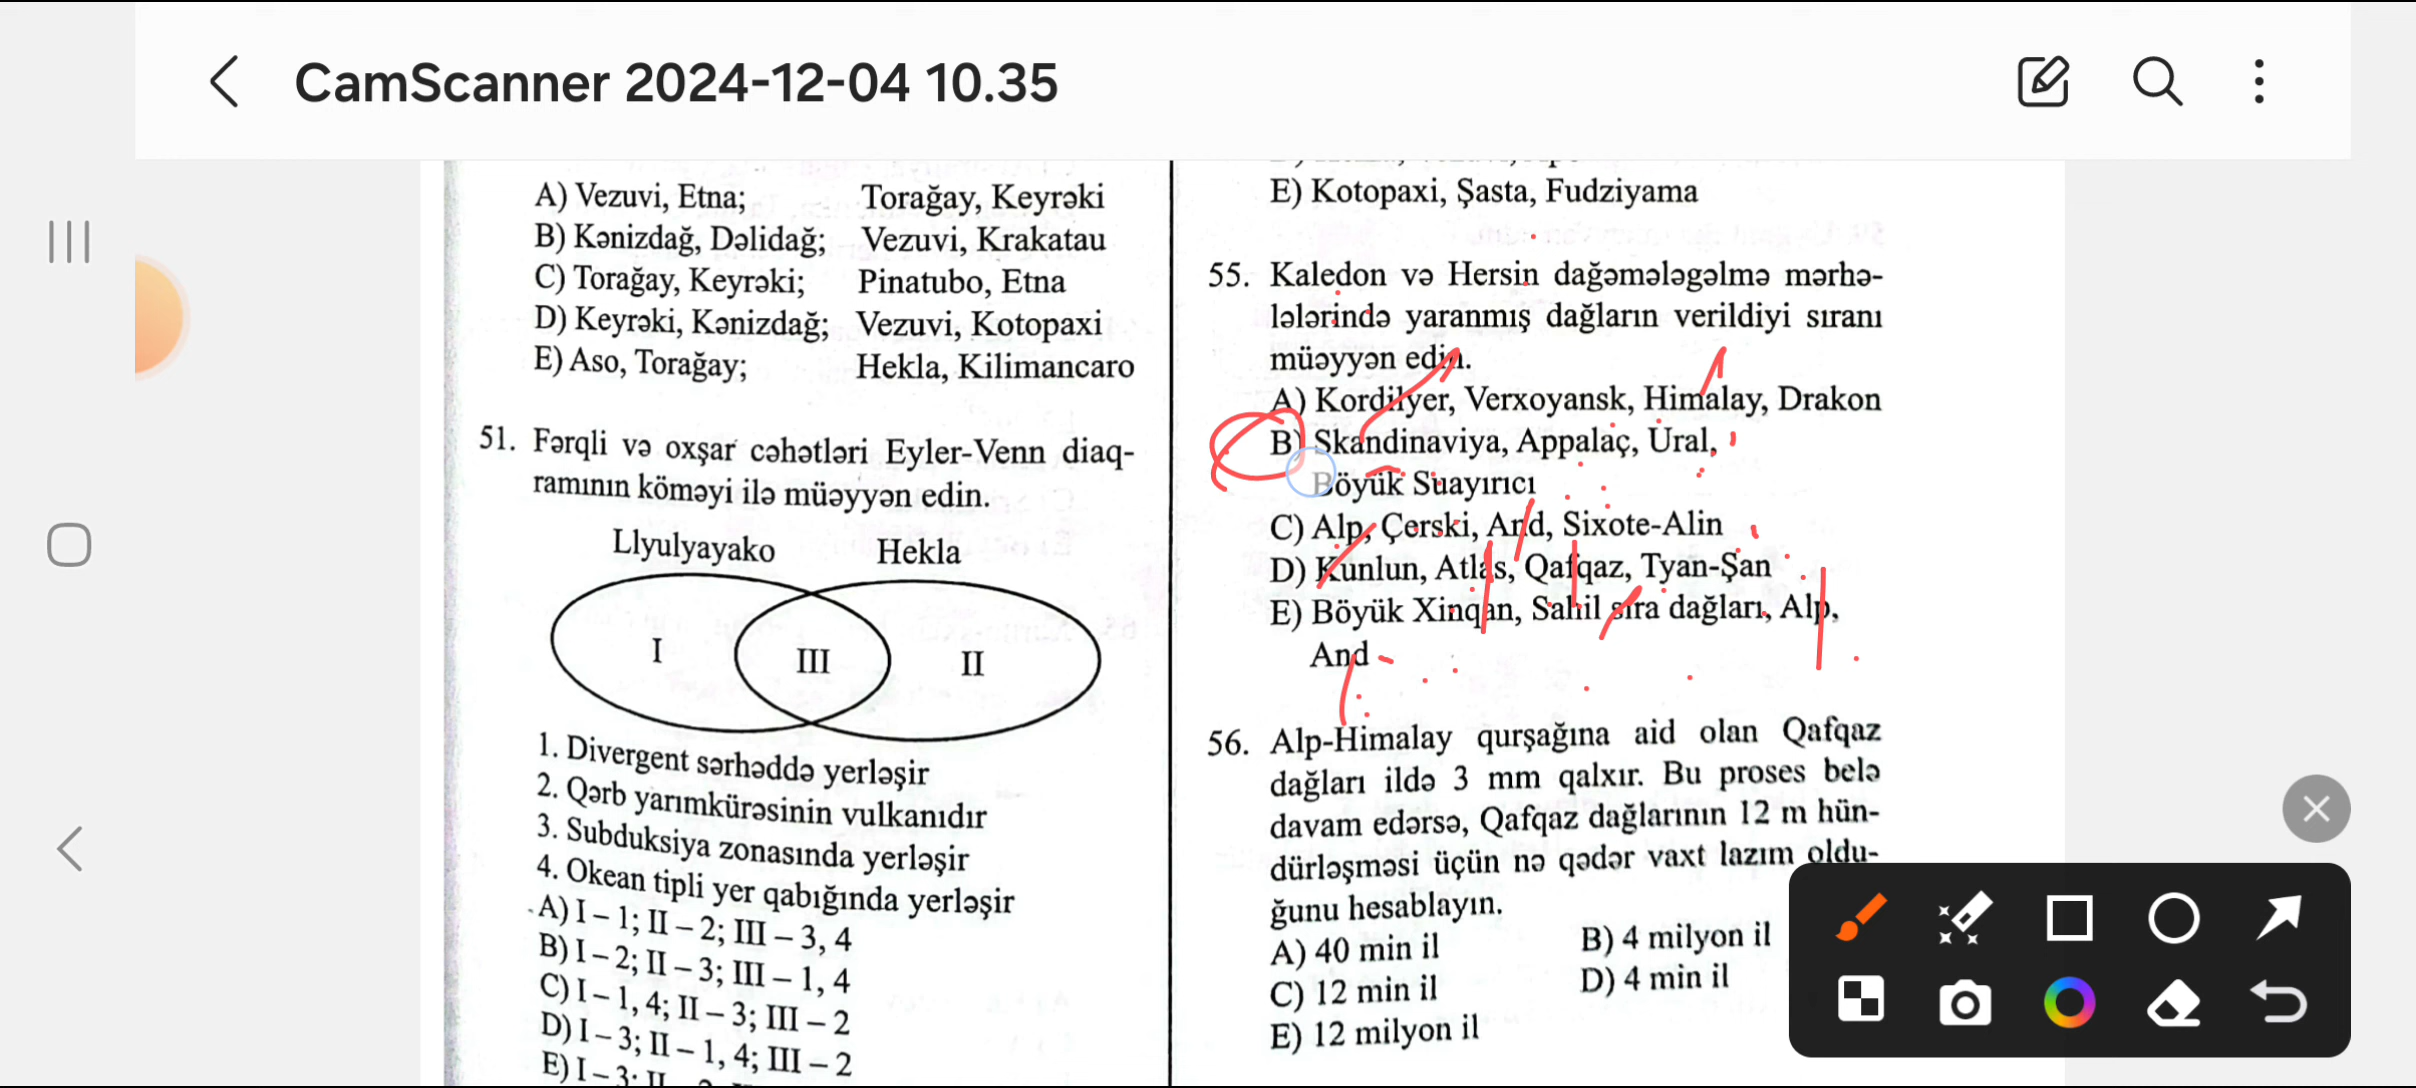 CamScanner 2024-12-04 10.35
A) Vezuvi, Etna; Torağay, Keyrəki
B) Kənizdağ, Dəlidağ; Vezuvi, Krakatau
C) Torağay, Keyrəki; Pinatubo, Etna
D) Keyrəki, Kənizdağ; Vezuvi, Kotopaxi
E) Aso, Torağay; Hekla, Kilimancaro
51. Fərqli və oxşar cəhətləri Eyler-Venn diaq-
ramının köməyi ilə müəyyən edin.
Llyulyayako Hekla
I III II
1. Divergent sərhəddə yerləşir
2. Qərb yarımkürəsinin vulkanıdır
3. Subduksiya zonasında yerləşir
4. Okean tipli yer qabığında yerləşir
A) I – 1; II – 2; III – 3, 4
B) I – 2; II – 3; III – 1, 4
C) I – 1, 4; II – 3; III – 2
D) I – 3; II – 1, 4; III – 2
E) I – 3; II
E) Kotopaxi, Şasta, Fudziyama
55. Kaledon və Hersin dağəmələgəlmə mərhə-
lələrində yaranmış dağların verildiyi sıranı
müəyyən edin.
A) Kordilyer, Verxoyansk, Himalay, Drakon
B) Skandinaviya, Appalaç, Ural,
Böyük Suayırıcı
C) Alp, Çerski, And, Sixote-Alin
D) Kunlun, Atlas, Qafqaz, Tyan-Şan
E) Böyük Xinqan, Sahil sıra dağları, Alp,
And
56. Alp-Himalay qurşağına aid olan Qafqaz
dağları ildə 3 mm qalxır. Bu proses belə
davam edərsə, Qafqaz dağlarının 12 m hün-
dürləşməsi üçün nə qədər vaxt lazım oldu-
ğunu hesablayın.
A) 40 min il B) 4 milyon il
C) 12 min il D) 4 min il
E) 12 milyon il